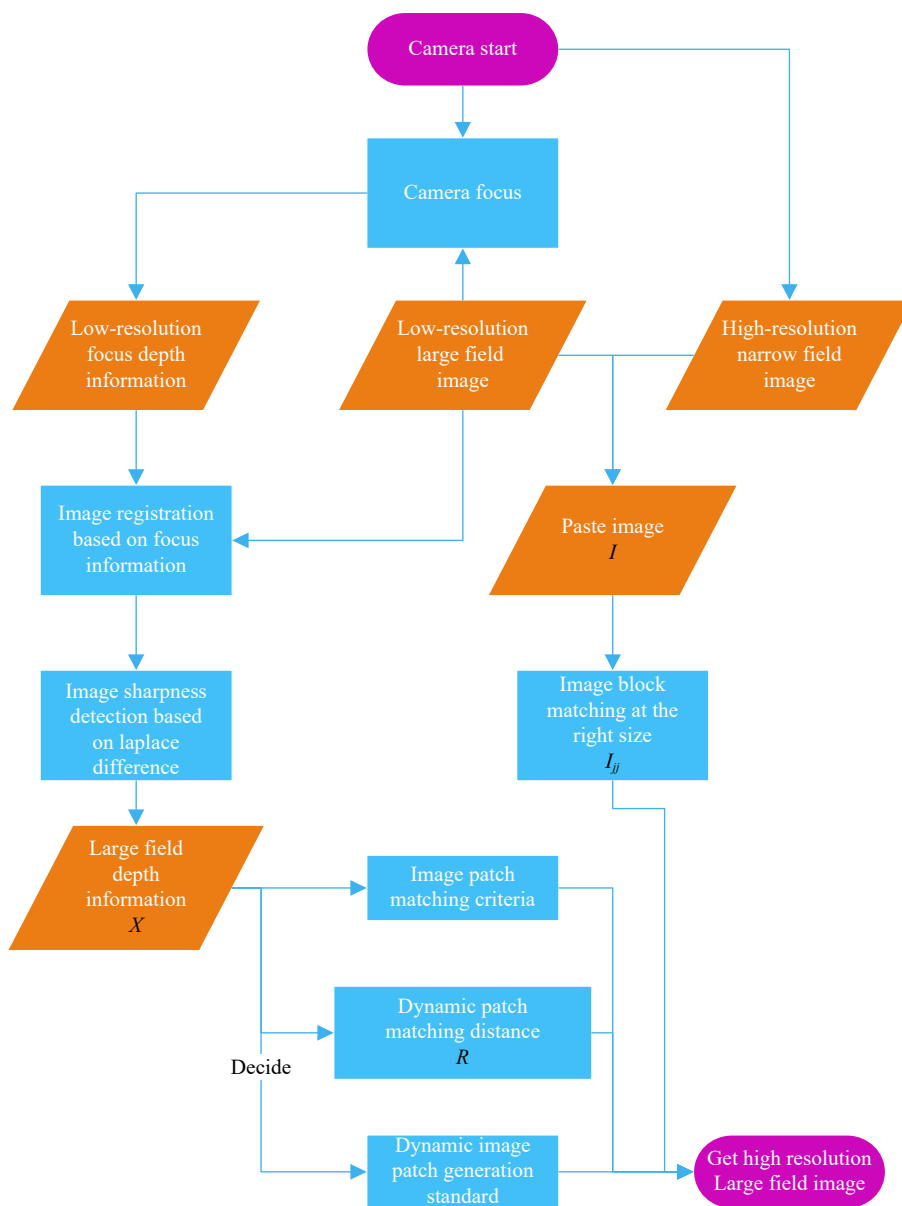 Camera start
Camera focus
Low-resolution
focus depth
information
Low-resolution
large field
image
High-resolution
narrow field
image
Image registration
based on focus
information
Paste image
I
Image sharpness
detection based
on laplace
difference
Image block
matching at the
right size
I_jj
Large field
depth
information
X
Image patch
matching criteria
Dynamic patch
matching distance
R
Decide
Dynamic image
patch generation
standard
Get high resolution
Large field image